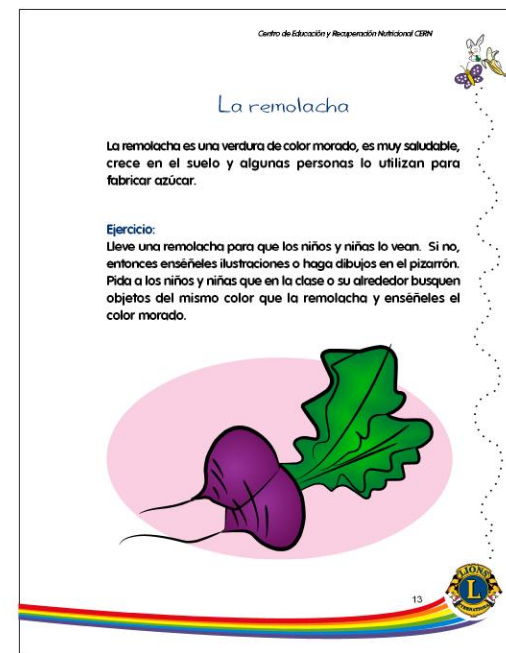 Centro de Educación y Recuperación Nutricional CERN
La remolacha
La remolacha es una verdura de color morado, es muy saludable,
crece en el suelo y algunas personas lo utilizan para
fabricar azúcar.
Ejercicio:
Lleve una remolacha para que los niños y niñas lo vean. Si no,
entonces enséñeles ilustraciones o haga dibujos en el pizarrón.
Pida a los niños y niñas que en la clase o su alrededor busquen
objetos del mismo color que la remolacha y enséñeles el
color morado.
13
LIONS
L
INTERNATIONAL